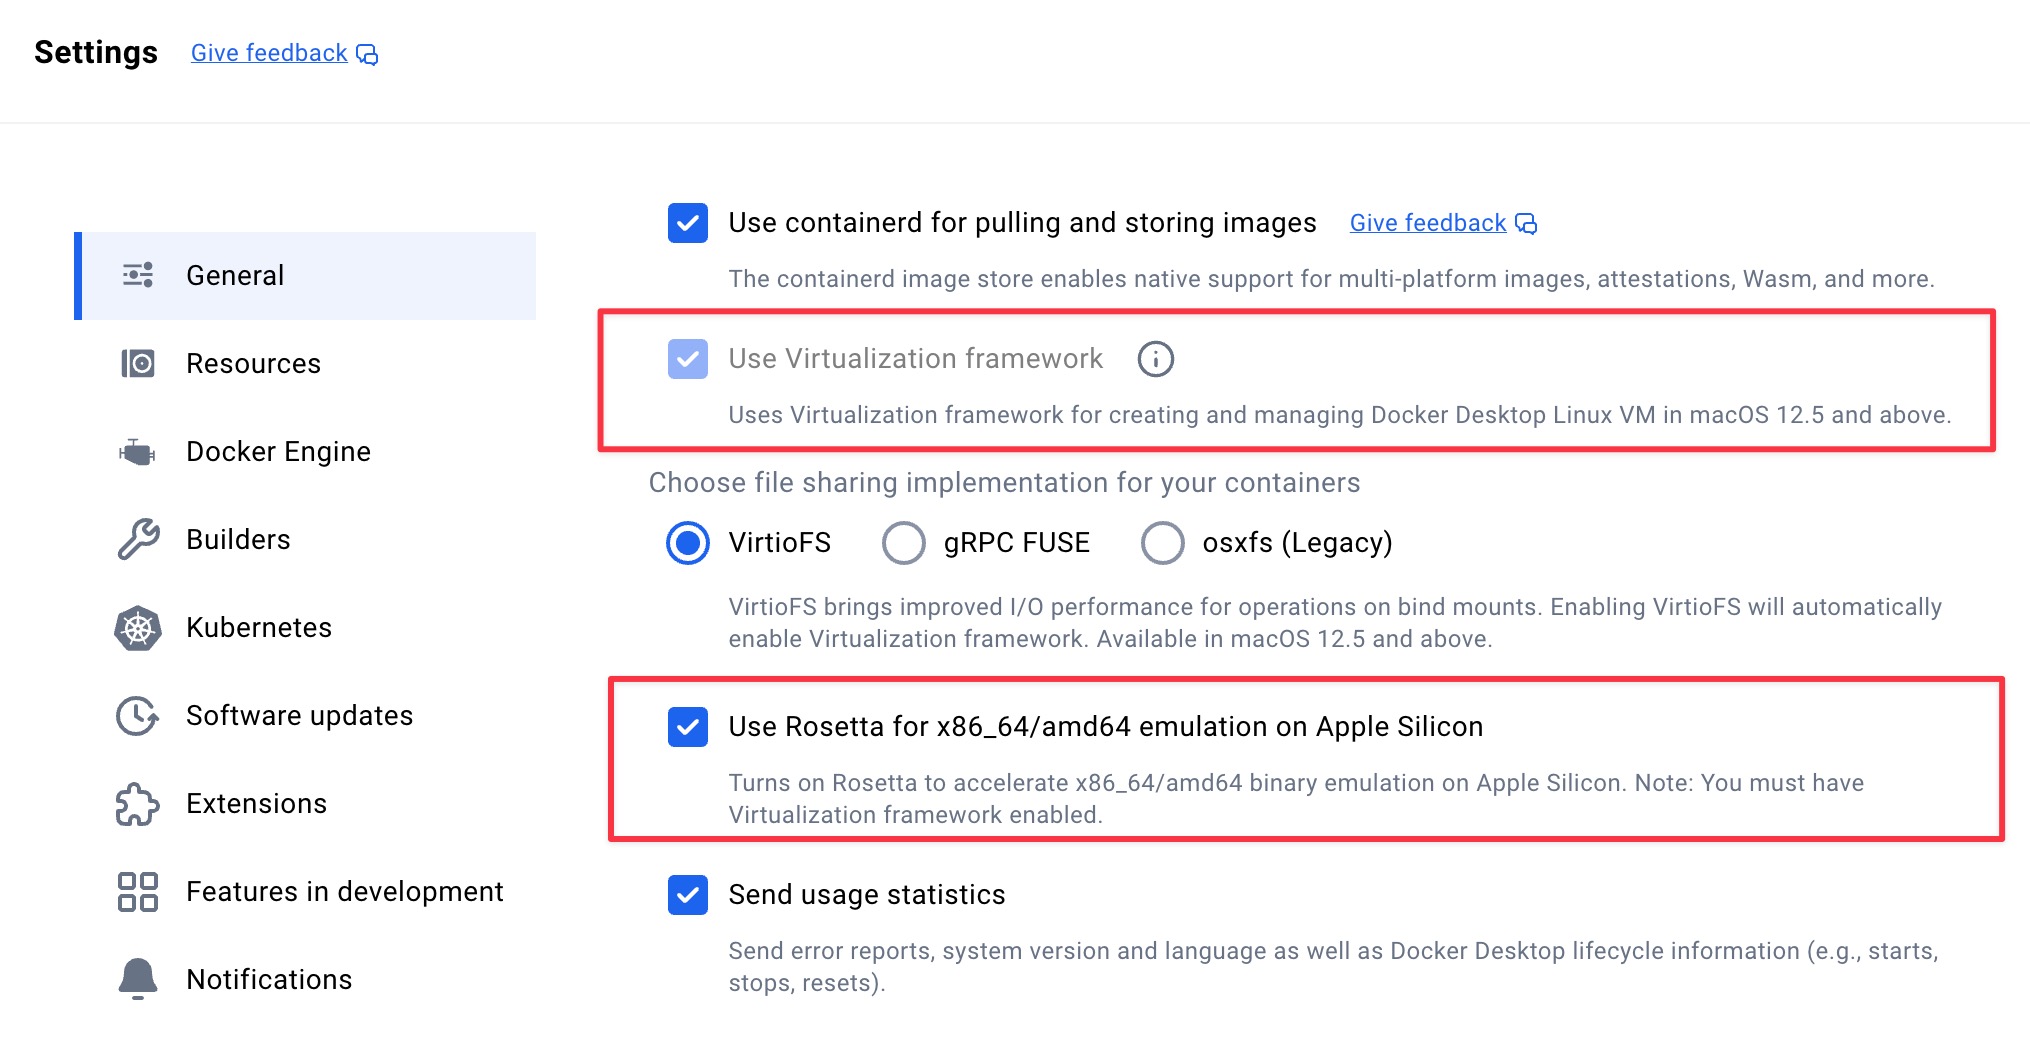 Settings Give feedback
General
Resources
Docker Engine
Builders
Kubernetes
Software updates
Extensions
Features in development
Notifications
Use containerd for pulling and storing images Give feedback
The containerd image store enables native support for multi-platform images, attestations, Wasm, and more.
Use Virtualization framework
Uses Virtualization framework for creating and managing Docker Desktop Linux VM in macOS 12.5 and above.
Choose file sharing implementation for your containers
VirtioFS gRPC FUSE osxfs (Legacy)
VirtioFS brings improved I/O performance for operations on bind mounts. Enabling VirtioFS will automatically
enable Virtualization framework. Available in macOS 12.5 and above.
Use Rosetta for x86_64/amd64 emulation on Apple Silicon
Turns on Rosetta to accelerate x86_64/amd64 binary emulation on Apple Silicon. Note: You must have
Virtualization framework enabled.
Send usage statistics
Send error reports, system version and language as well as Docker Desktop lifecycle information (e.g., starts,
stops, resets).